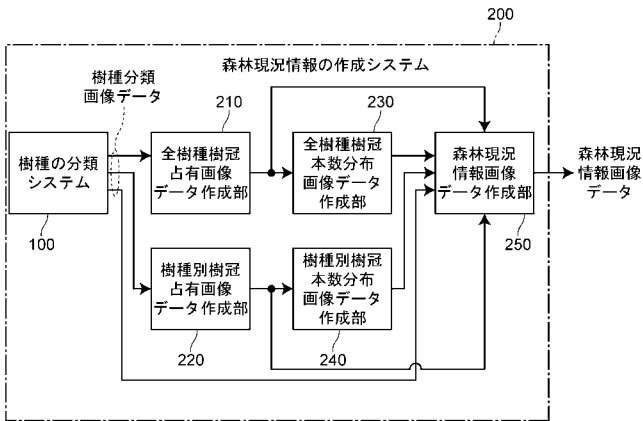 200
森林現況情報の作成システム
樹種分類
画像データ
210
230
樹種の分類
システム
全樹種樹冠
占有画像
データ作成部
全樹種樹冠
本数分布
画像データ
作成部
森林現況
情報画像
データ作成部
森林現況
情報画像
データ
100
250
樹種別樹冠
占有画像
データ作成部
樹種別樹冠
本数分布
画像データ
作成部
220
240